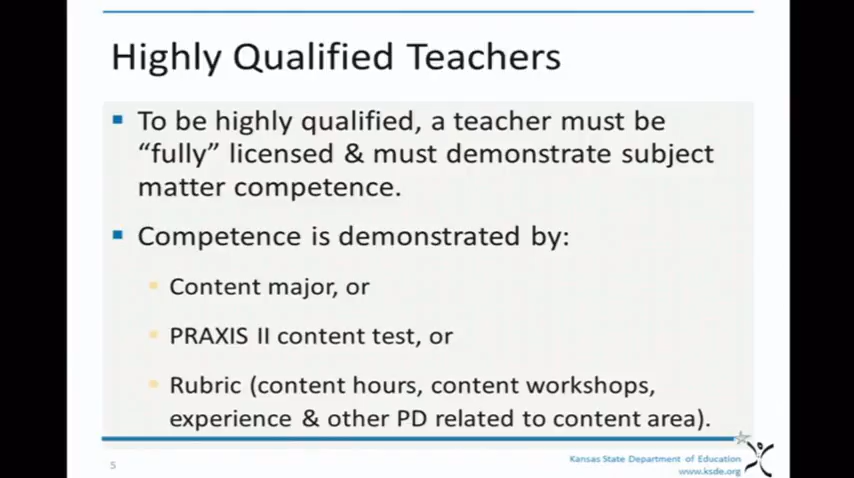 Highly Qualified Teachers
To be highly qualified, a teacher must be
“fully” licensed & must demonstrate subject
matter competence.
Competence is demonstrated by:
Content major, or
PRAXIS II content test, or
Rubric (content hours, content workshops,
experience & other PD related to content area).
5
Kansas State Department of Education
www.ksde.org